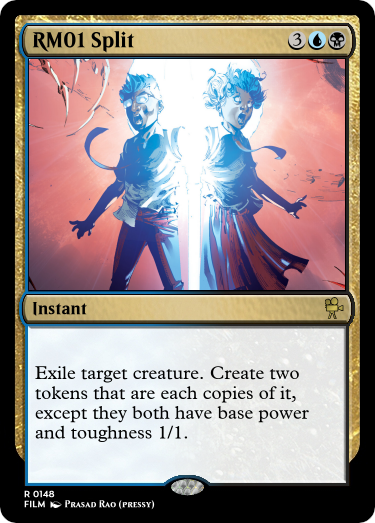 RM01 Split
3
Instant
Exile target creature. Create two
tokens that are each copies of it,
except they both have base power
and toughness 1/1.
R 0148
FILM Prasad Rao (pressy)